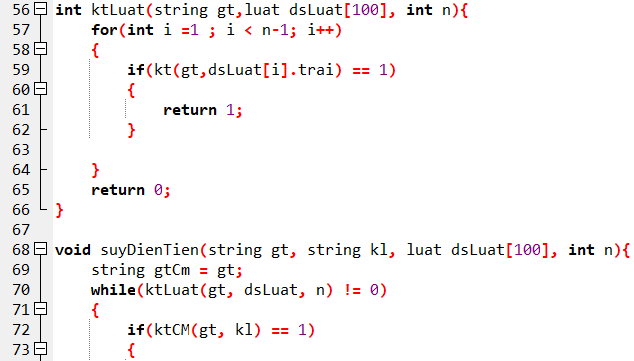 56 int ktLuat(string gt,luat dsLuat[100], int n){
57 for(int i =1 ; i < n-1; i++)
58 {
59 if(kt(gt,dsLuat[i].trai) == 1)
60 {
61 return 1;
62 }
63
64 }
65 return 0;
66 }
67
68 void suyDienTien(string gt, string kl, luat dsLuat[100], int n){
69 string gtCm = gt;
70 while(ktLuat(gt, dsLuat, n) != 0)
71 {
72 if(ktCM(gt, kl) == 1)
73 {